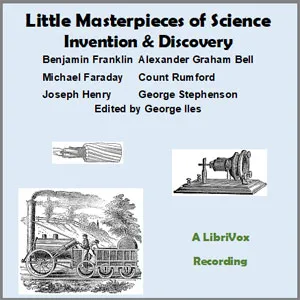 Little Masterpieces of Science
Invention & Discovery
Benjamin Franklin Alexander Graham Bell
Michael Faraday Count Rumford
Joseph Henry George Stephenson
Edited by George Iles
A LibriVox
Recording